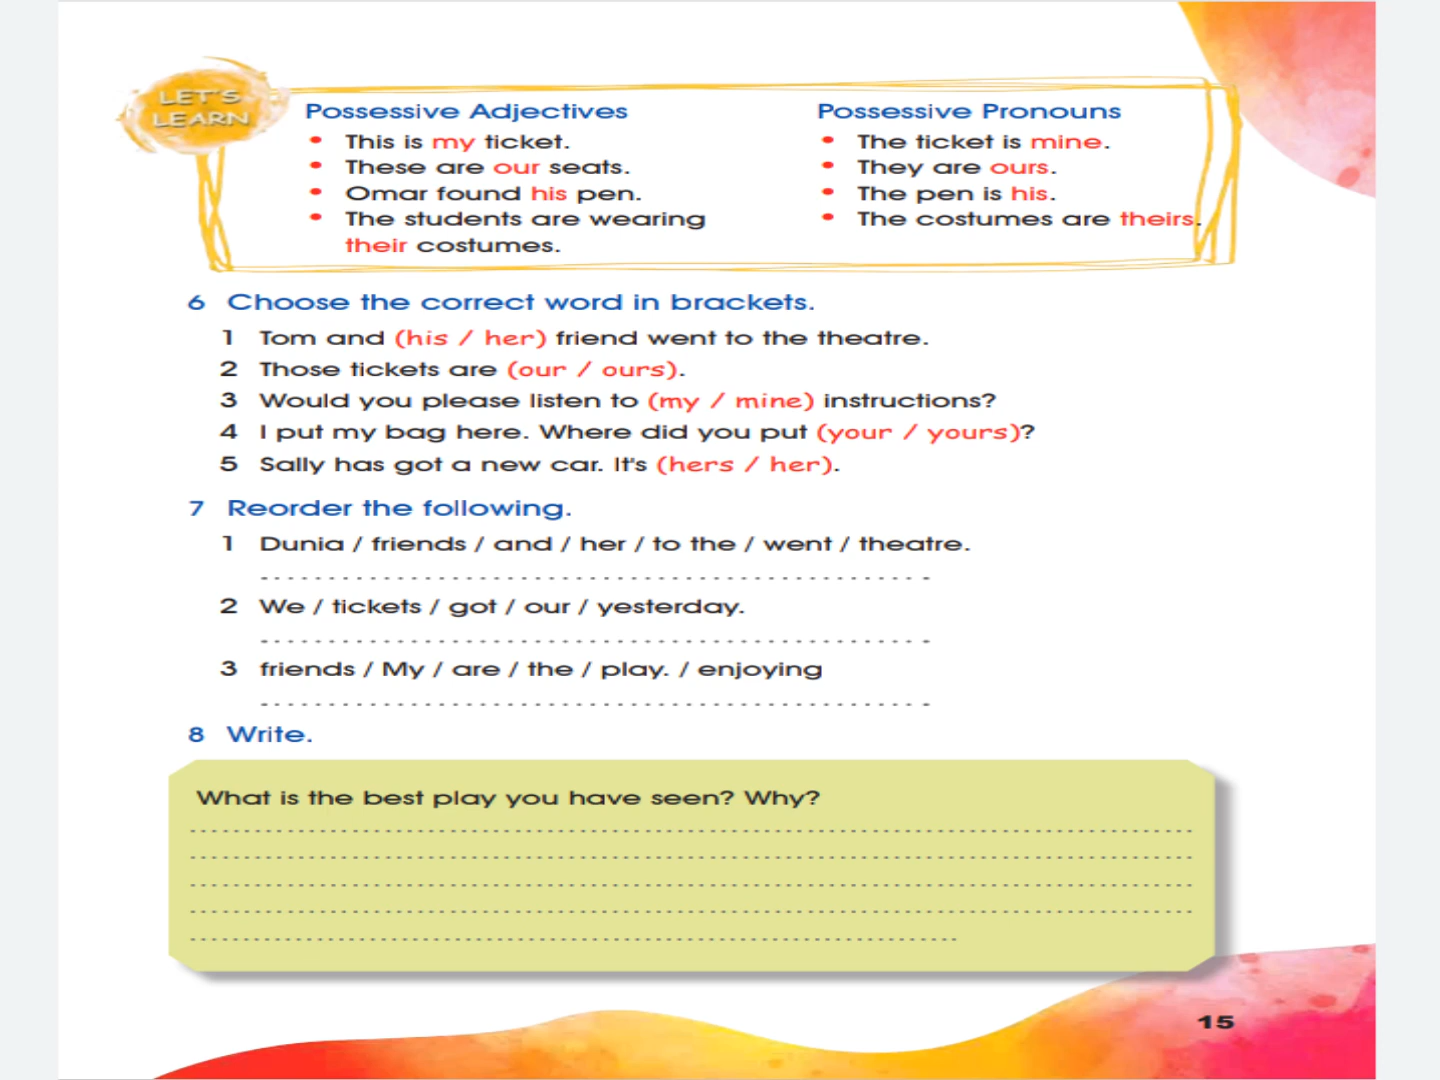 LET'S
LEARN
Possessive Adjectives
• This is my ticket.
• These are our seats.
• Omar found his pen.
• The students are wearing
their costumes.
Possessive Pronouns
• The ticket is mine.
• They are ours.
• The pen is his.
• The costumes are theirs.
6 Choose the correct word in brackets.
1 Tom and (his / her) friend went to the theatre.
2 Those tickets are (our / ours).
3 Would you please listen to (my / mine) instructions?
4 I put my bag here. Where did you put (your / yours)?
5 Sally has got a new car. It's (hers / her).
7 Reorder the following.
1 Dunia / friends / and / her / to the / went / theatre.
2 We / tickets / got / our / yesterday.
3 friends / My / are / the / play. / enjoying
8 Write.
What is the best play you have seen? Why?
15